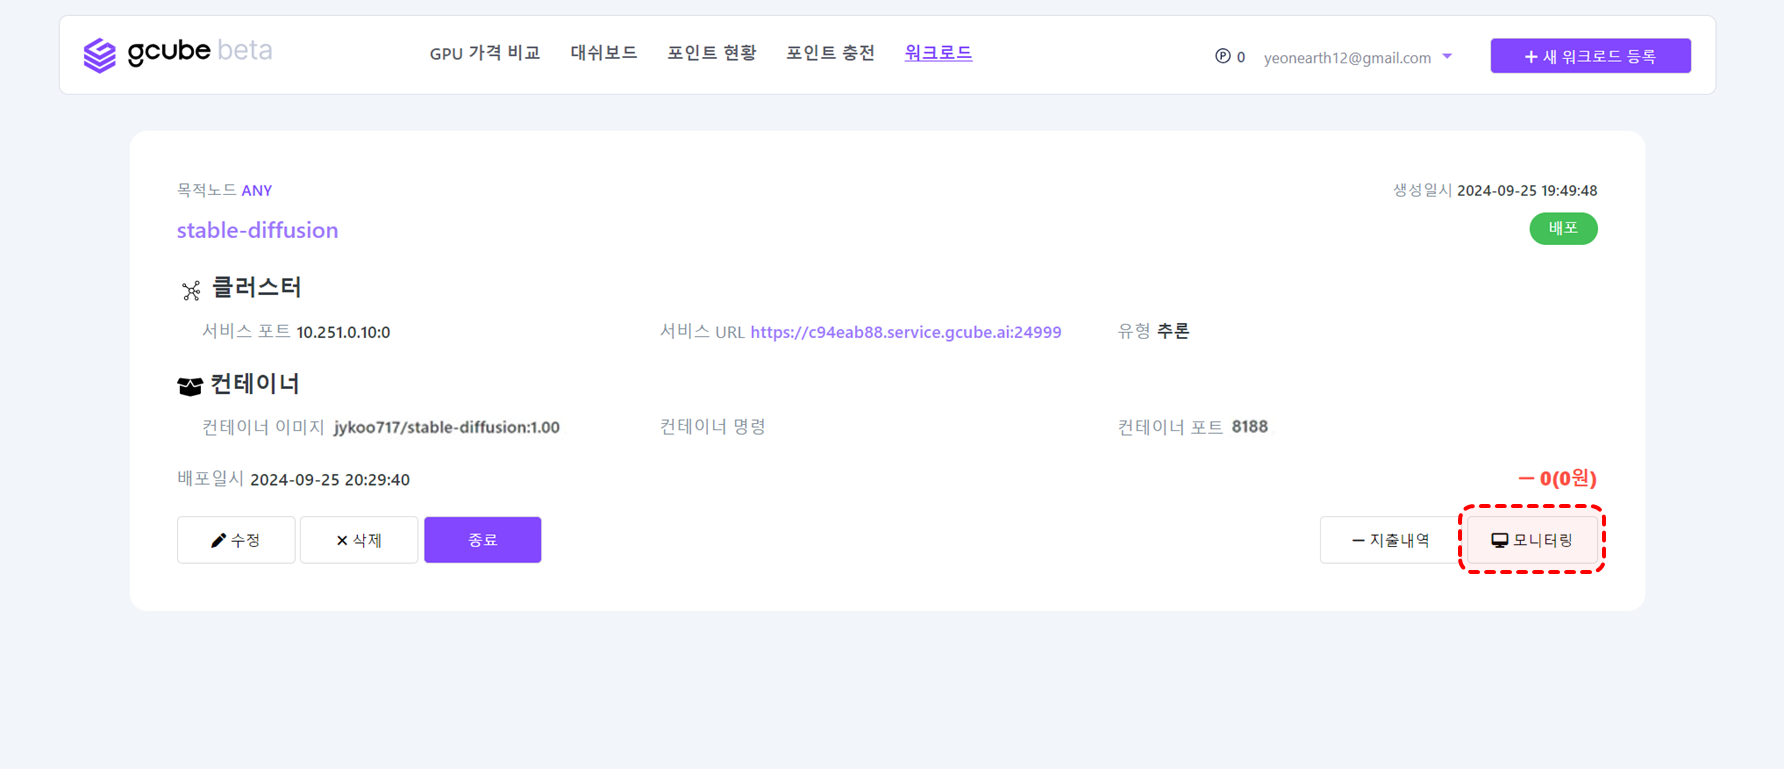 gcube beta
GPU 가격 비교 대쉬보드 포인트 현황 포인트 충전 워크로드
Ⓟ 0 yeonearth12@gmail.com
+ 새 워크로드 등록
목적노드 ANY
생성일시 2024-09-25 19:49:48
stable-diffusion
배포
클러스터
서비스 포트 10.251.0.10:0 서비스 URL https://c94eab88.service.gcube.ai:24999 유형 추론
컨테이너
컨테이너 이미지 jykoo717/stable-diffusion:1.00 컨테이너 명령 컨테이너 포트 8188
배포일시 2024-09-25 20:29:40
− 0(0원)
수정 × 삭제 종료 − 지출내역 모니터링